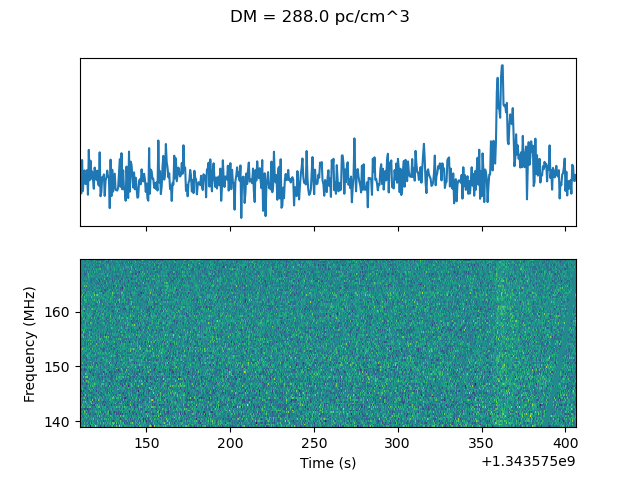 DM = 288.0 pc/cm^3
Frequency (MHz)
160
150
140
150 200 250 300 350 400
Time (s)
+1.343575e9